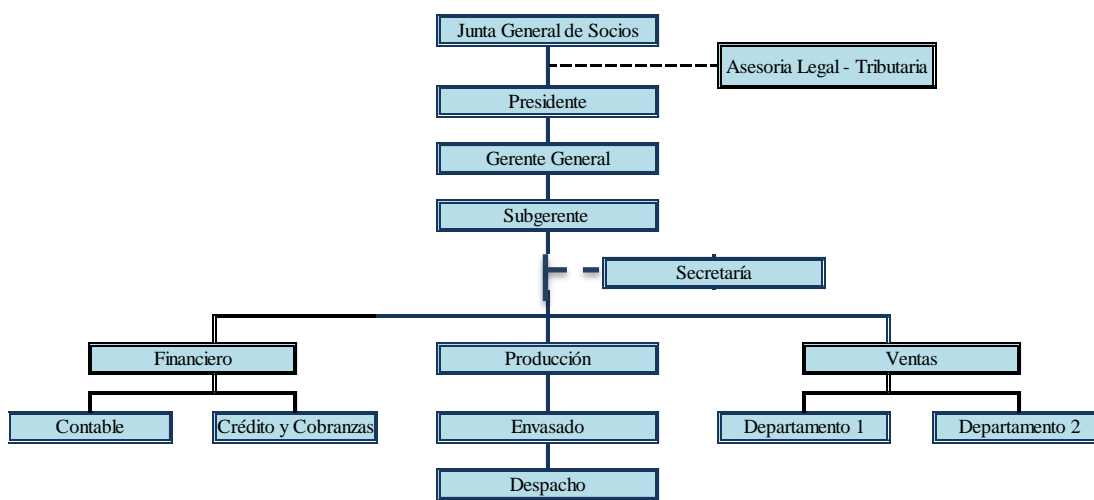 Junta General de Socios
Asesoria Legal - Tributaria
Presidente
Gerente General
Subgerente
Secretaría
Financiero
Producción
Ventas
Contable
Crédito y Cobranzas
Envasado
Departamento 1
Departamento 2
Despacho